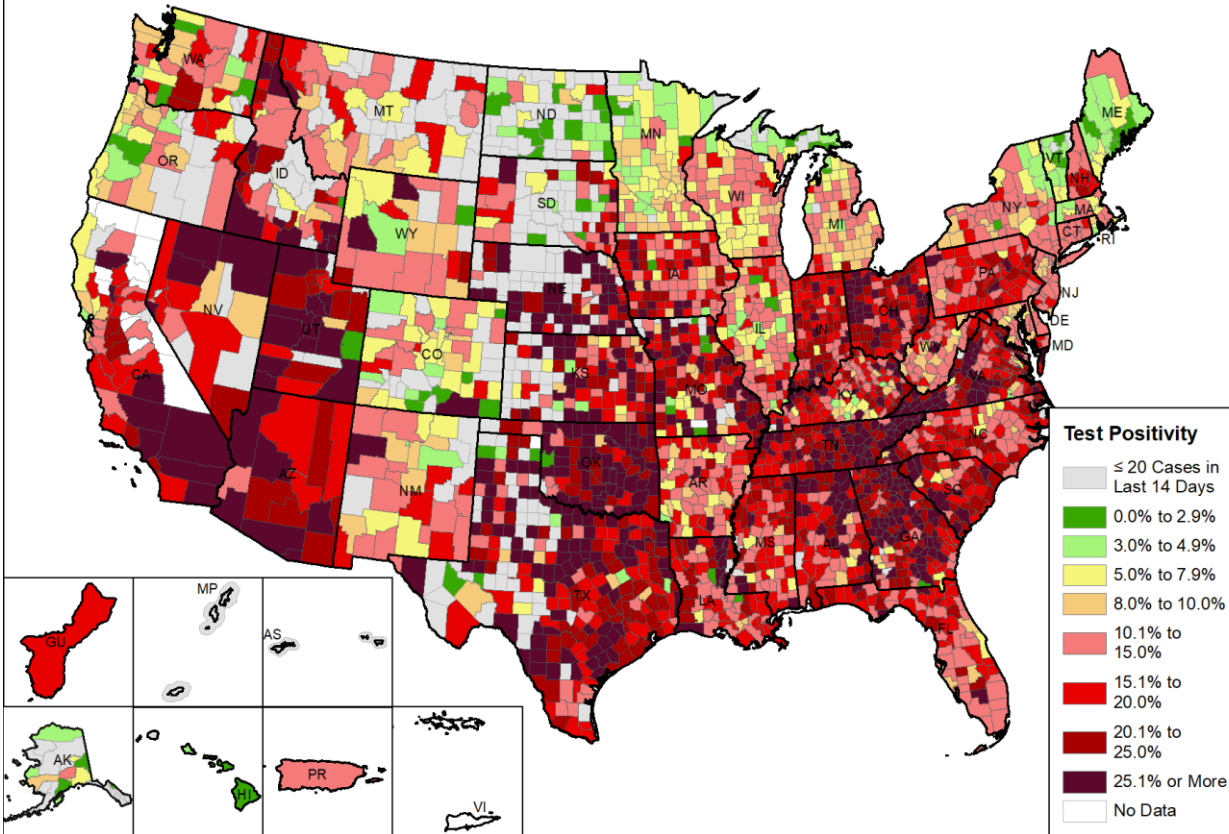 WA
MT
ND
MN
ME
VT
NH
OR
ID
SD
WI
NY
MA
WY
MI
CT
RI
IA
PA
NE
NJ
NV
OH
UT
IL
IN
DE
CO
WV
MD
CA
KS
MO
VA
KY
NC
TN
AZ
OK
NM
AR
SC
MS
AL
GA
TX
LA
FL
GU
MP
AS
AK
HI
PR
VI
Test Positivity
≤ 20 Cases in
Last 14 Days
0.0% to 2.9%
3.0% to 4.9%
5.0% to 7.9%
8.0% to 10.0%
10.1% to
15.0%
15.1% to
20.0%
20.1% to
25.0%
25.1% or More
No Data